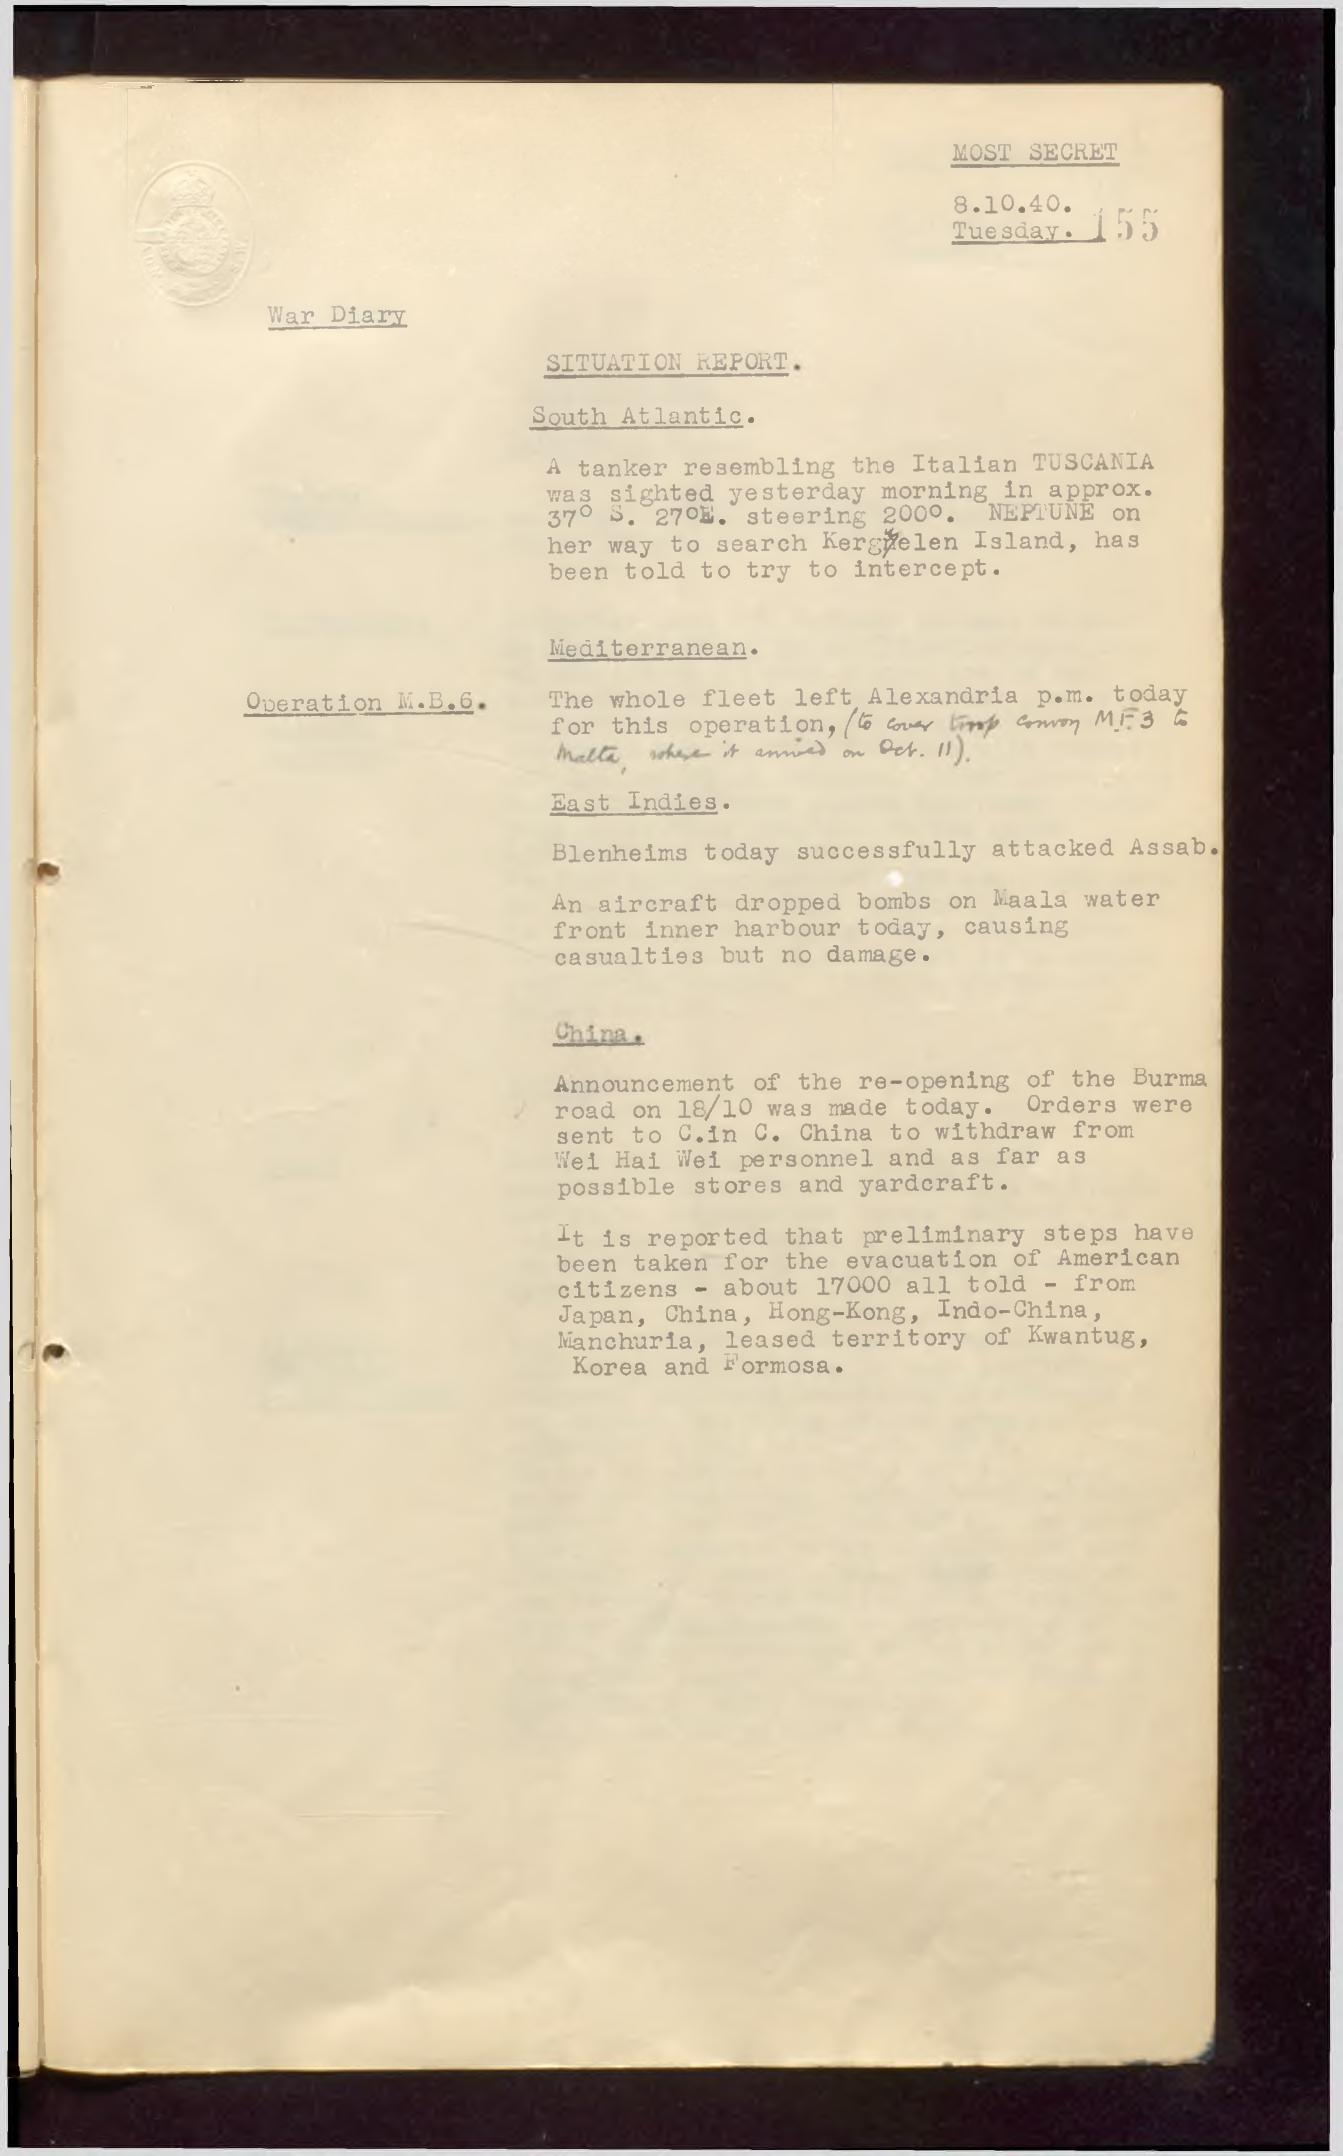 MOST SECRET
8.10.40.
Tuesday. 155
War Diary
SITUATION REPORT.
South Atlantic.
A tanker resembling the Italian TUSCANIA
was sighted yesterday morning in approx.
37º S. 27ºE. steering 200º. NEPTUNE on
her way to search Kerguelen Island, has
been told to try to intercept.
Mediterranean.
Operation M.B.6. The whole fleet left Alexandria p.m. today
for this operation, (to cover troop convoy M.F.3 to
Malta, where it arrived on Oct. 11).
East Indies.
Blenheims today successfully attacked Assab.
An aircraft dropped bombs on Maala water
front inner harbour today, causing
casualties but no damage.
China.
Announcement of the re-opening of the Burma
road on 18/10 was made today. Orders were
sent to C.in C. China to withdraw from
Wei Hai Wei personnel and as far as
possible stores and yardcraft.
It is reported that preliminary steps have
been taken for the evacuation of American
citizens - about 17000 all told - from
Japan, China, Hong-Kong, Indo-China,
Manchuria, leased territory of Kwantug,
Korea and Formosa.